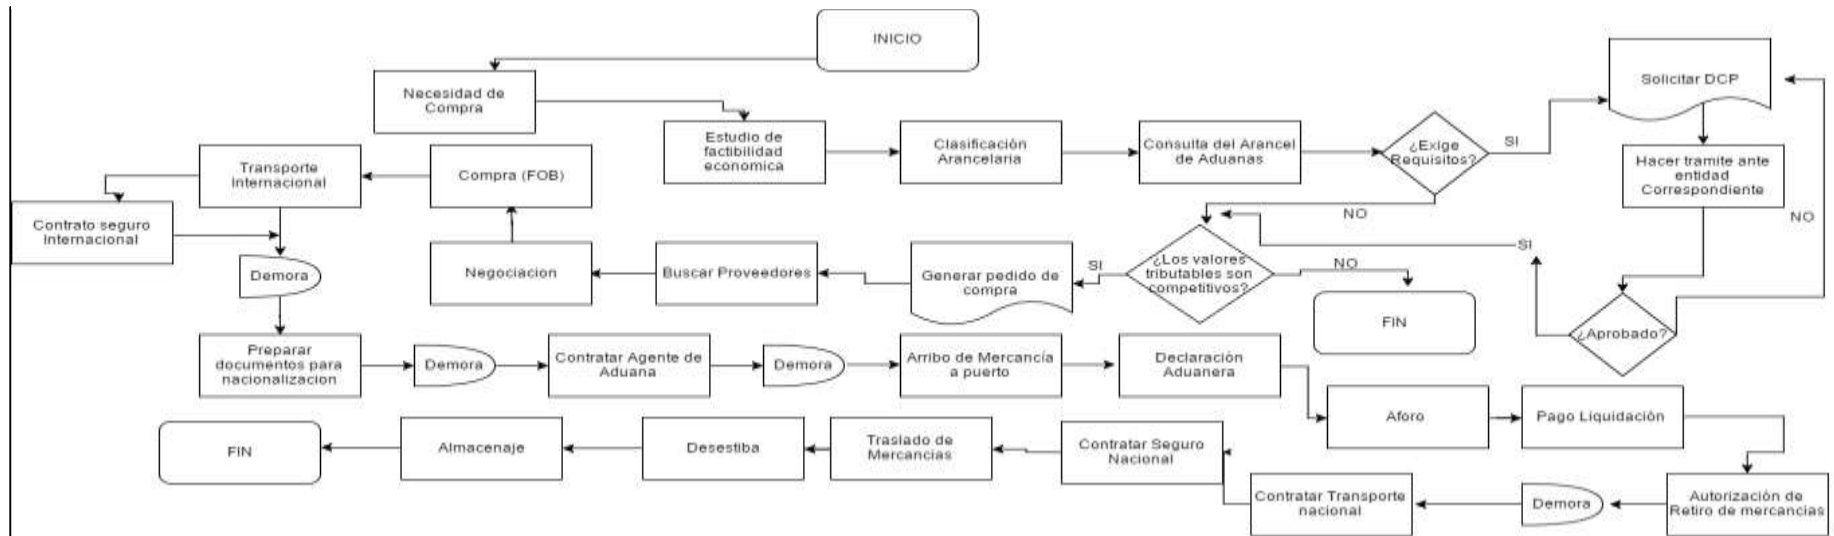 INICIO
Necesidad de
Compra
Estudio de
factibilidad
economica
Clasificación
Arancelaria
Consulta del Arancel
de Aduanas
¿Exige
Requisitos?
SI
Solicitar DCP
Hacer tramite ante
entidad
Correspondiente
NO
¿Aprobado?
SI
NO
¿Los valores
tributables son
competitivos?
NO
FIN
SI
Generar pedido de
compra
Buscar Proveedores
Negociacion
Compra (FOB)
Transporte
Internacional
Contrato seguro
Internacional
Demora
Preparar
documentos para
nacionalizacion
Demora
Contratar Agente de
Aduana
Demora
Arribo de Mercancía
a puerto
Declaración
Aduanera
Aforo
Pago Liquidación
Autorización de
Retiro de mercancias
Demora
Contratar Transporte
nacional
Contratar Seguro
Nacional
Traslado de
Mercancias
Desestiba
Almacenaje
FIN